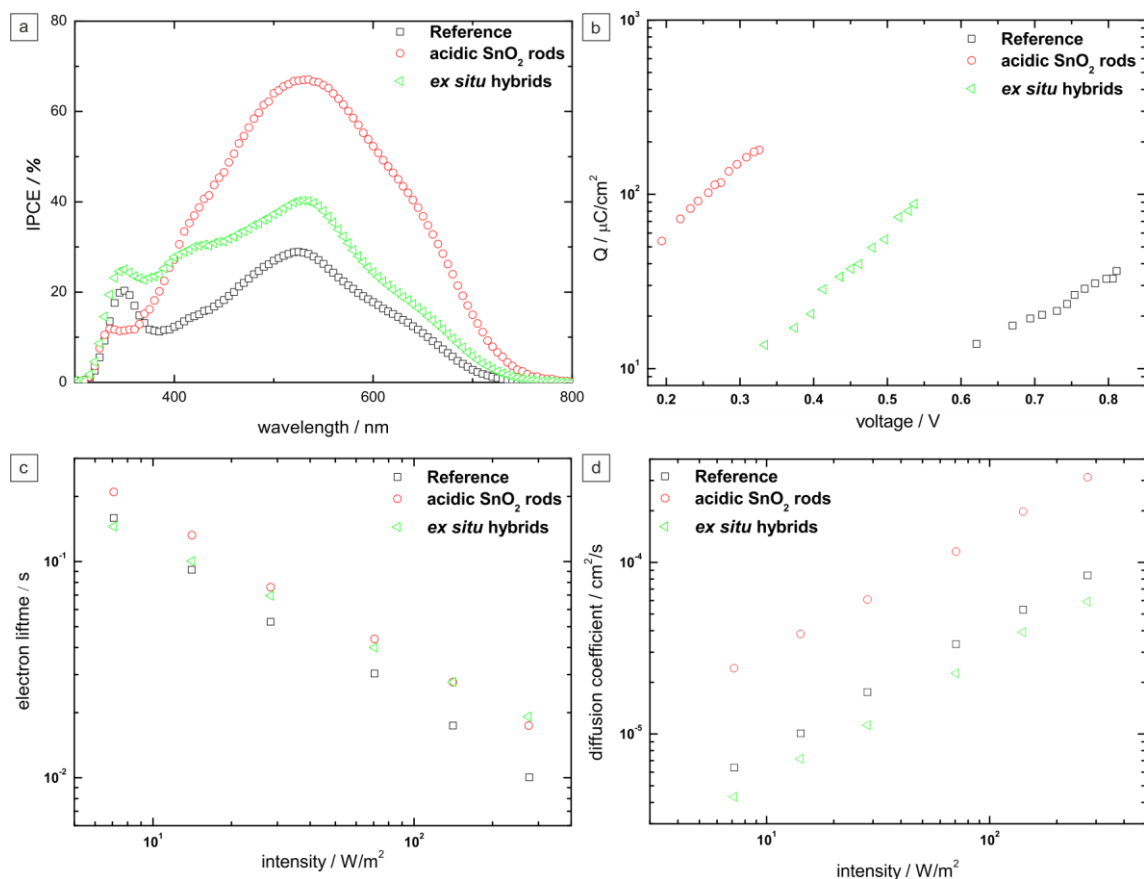 a
80
60
40
20
0
IPCE / %
Reference
acidic SnO₂ rods
ex situ hybrids
400
600
800
wavelength / nm
b
10³
10²
10¹
Q / μC/cm²
Reference
acidic SnO₂ rods
ex situ hybrids
0.2
0.3
0.4
0.5
0.6
0.7
0.8
voltage / V
c
10⁻¹
10⁻²
electron liftme / s
Reference
acidic SnO₂ rods
ex situ hybrids
10¹
10²
intensity / W/m²
d
10⁻⁴
10⁻⁵
diffusion coefficient / cm²/s
Reference
acidic SnO₂ rods
ex situ hybrids
10¹
10²
intensity / W/m²